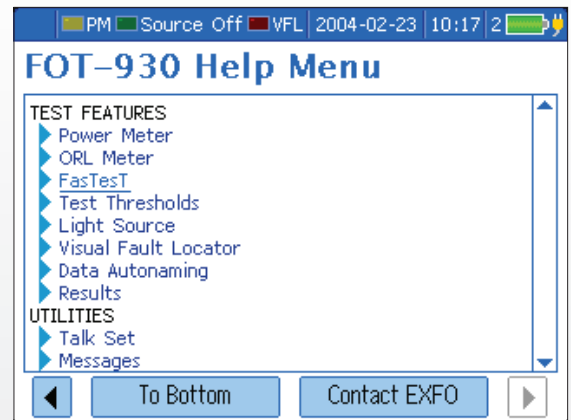 PM Source Off VFL 2004-02-23 10:17 2
FOT-930 Help Menu
TEST FEATURES
Power Meter
ORL Meter
FasTesT
Test Thresholds
Light Source
Visual Fault Locator
Data Autonaming
Results
UTILITIES
Talk Set
Messages
To Bottom Contact EXFO